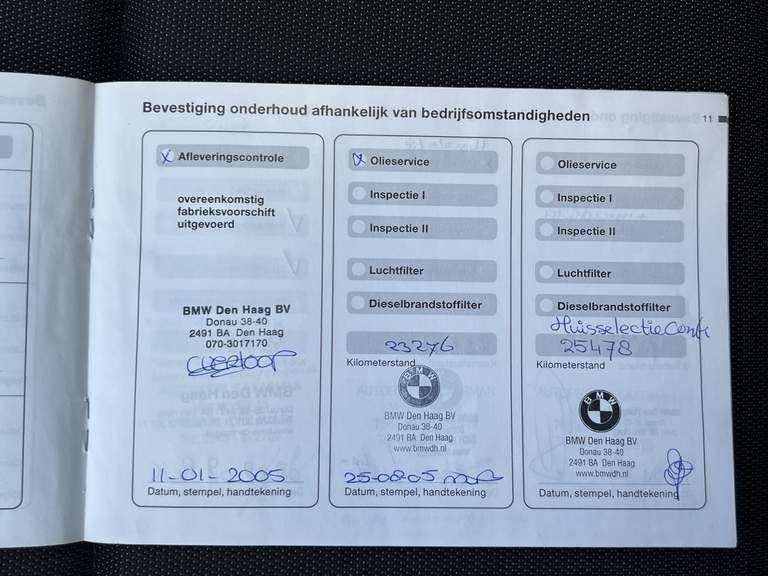 Bevestiging onderhoud afhankelijk van bedrijfsomstandigheden
11
X Afleveringscontrole
overeenkomstig
fabrieksvoorschift
uitgevoerd
BMW Den Haag BV
Donau 38-40
2491 BA Den Haag
070-3017170
11-01-2005
Datum, stempel, handtekening
X Olieservice
Inspectie I
Inspectie II
Luchtfilter
Dieselbrandstoffilter
23276
Kilometerstand
BMW
BMW Den Haag BV
Donau 38-40
2491 BA Den Haag
www.bmwdh.nl
25-08-05
Datum, stempel, handtekening
Olieservice
Inspectie I
Inspectie II
Luchtfilter
Dieselbrandstoffilter
Huisselectie
25478
Kilometerstand
BMW
BMW Den Haag BV
Donau 38-40
2491 BA Den Haag
www.bmwdh.nl
Datum, stempel, handtekening